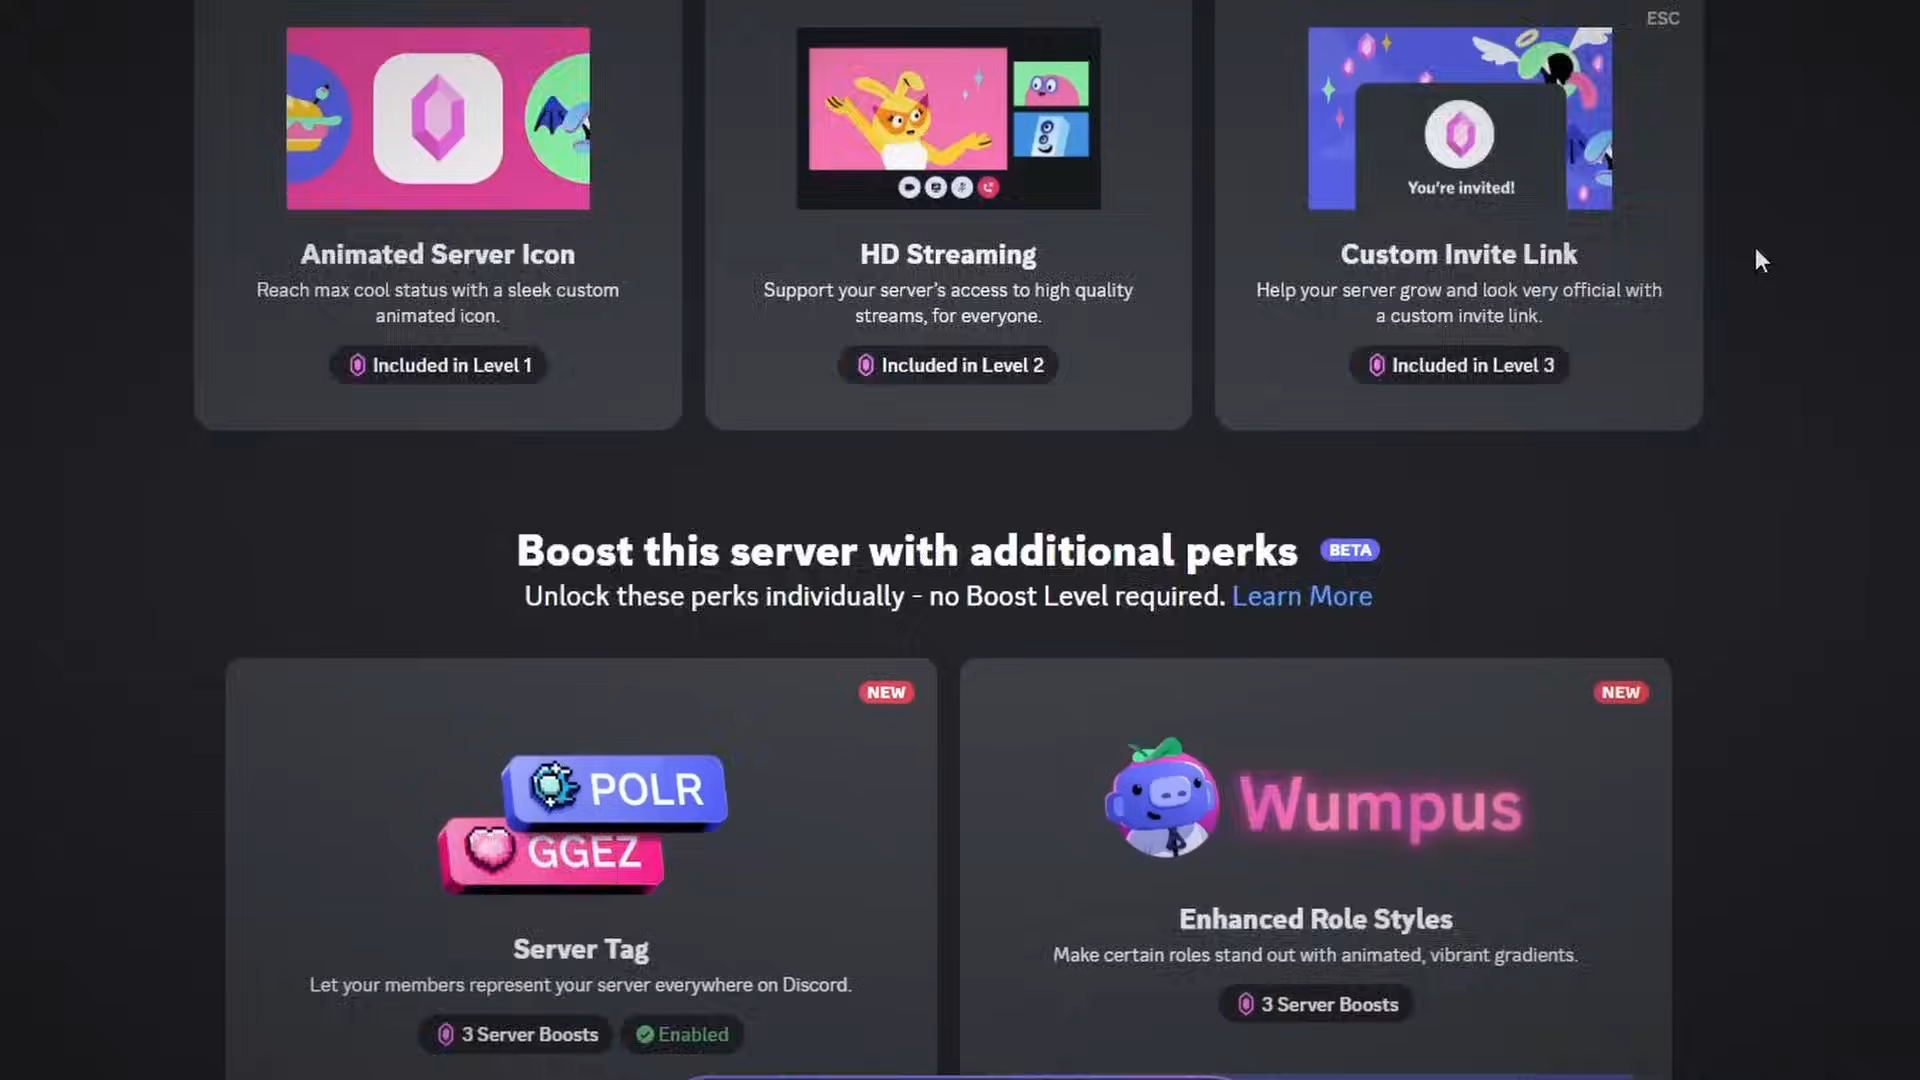 ESC
You're invited!
Animated Server Icon
Reach max cool status with a sleek custom
animated icon.
Included in Level 1
HD Streaming
Support your server's access to high quality
streams, for everyone.
Included in Level 2
Custom Invite Link
Help your server grow and look very official with
a custom invite link.
Included in Level 3
Boost this server with additional perks BETA
Unlock these perks individually - no Boost Level required. Learn More
NEW
POLR
GGEZ
Server Tag
Let your members represent your server everywhere on Discord.
3 Server Boosts Enabled
NEW
Wumpus
Enhanced Role Styles
Make certain roles stand out with animated, vibrant gradients.
3 Server Boosts